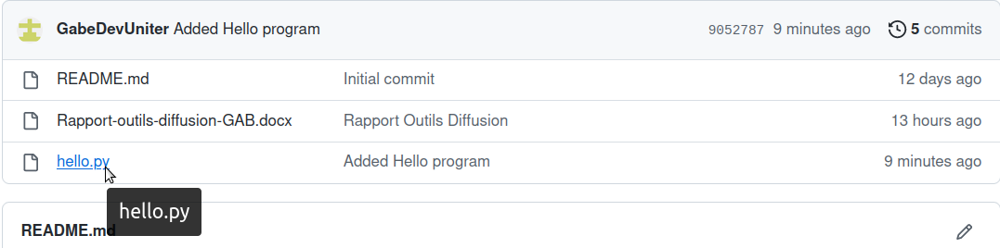 GabeDevUniter Added Hello program 9052787 9 minutes ago 5 commits
README.md Initial commit 12 days ago
Rapport-outils-diffusion-GAB.docx Rapport Outils Diffusion 13 hours ago
hello.py Added Hello program 9 minutes ago
hello.py
README.md